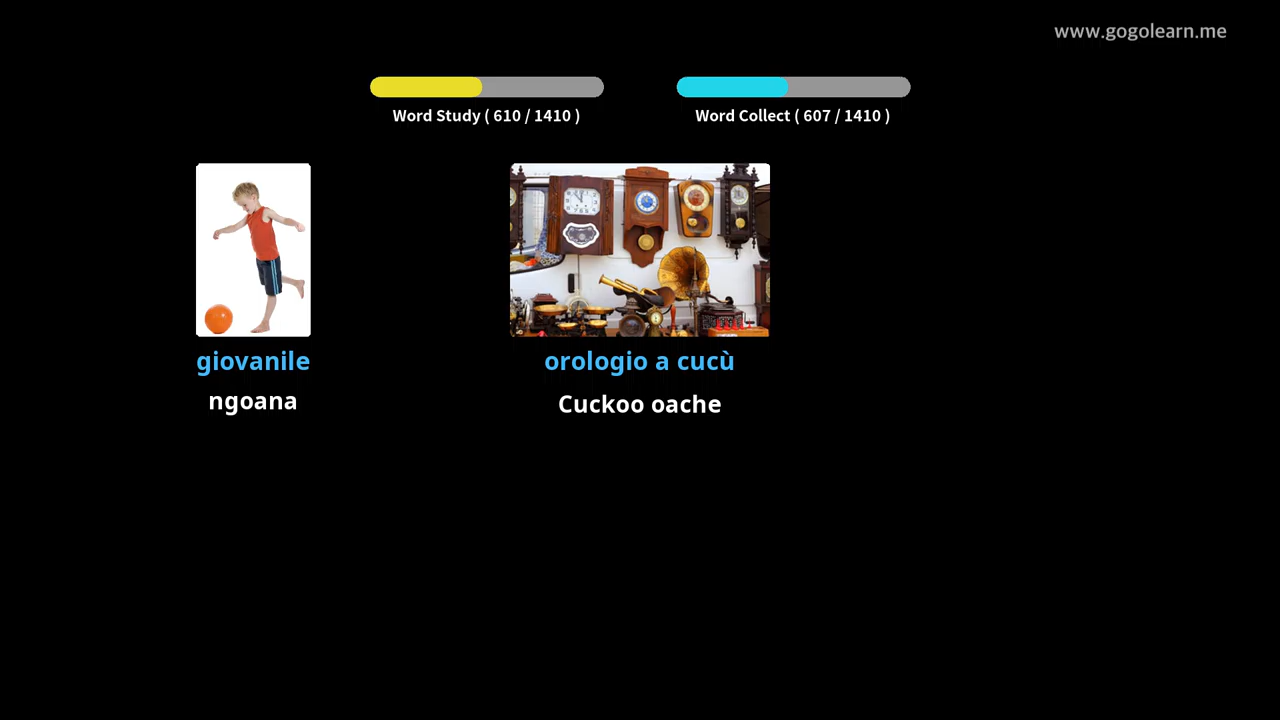 www.gogolearn.me
Word Study ( 610 / 1410 )
Word Collect ( 607 / 1410 )
giovanile
ngoana
orologio a cucù
Cuckoo oache